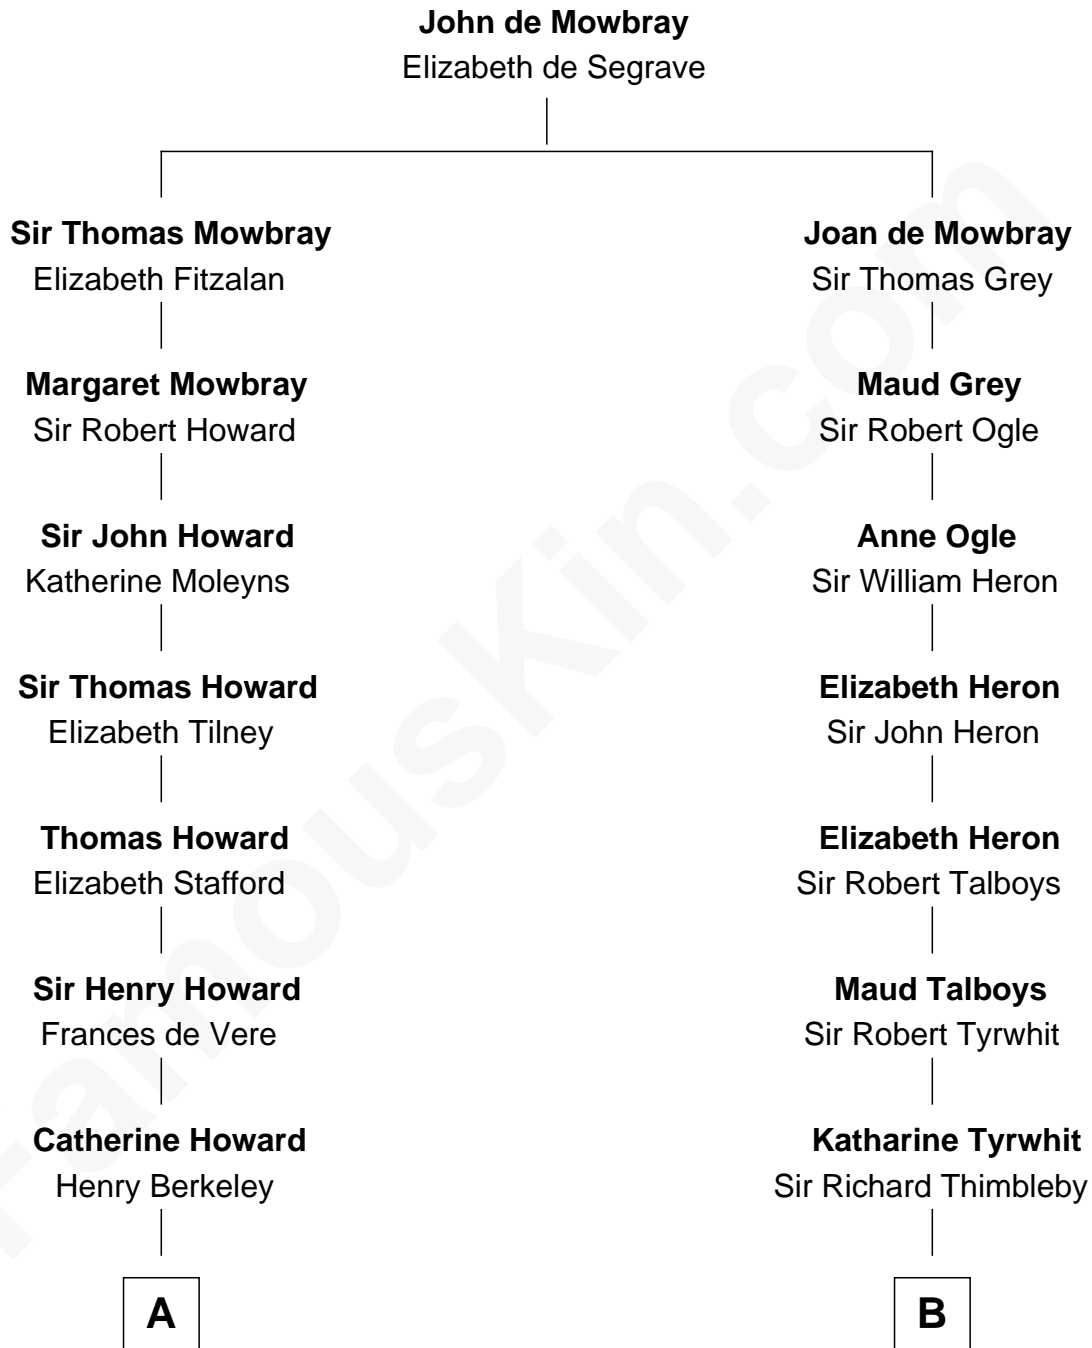 John de Mowbray
Elizabeth de Segrave
Sir Thomas Mowbray
Elizabeth Fitzalan
Joan de Mowbray
Sir Thomas Grey
Margaret Mowbray
Sir Robert Howard
Maud Grey
Sir Robert Ogle
Sir John Howard
Katherine Moleyns
Anne Ogle
Sir William Heron
Sir Thomas Howard
Elizabeth Tilney
Elizabeth Heron
Sir John Heron
Thomas Howard
Elizabeth Stafford
Elizabeth Heron
Sir Robert Talboys
Sir Henry Howard
Frances de Vere
Maud Talboys
Sir Robert Tyrwhit
Catherine Howard
Henry Berkeley
Katharine Tyrwhit
Sir Richard Thimbleby
A
B
FamousKin.com